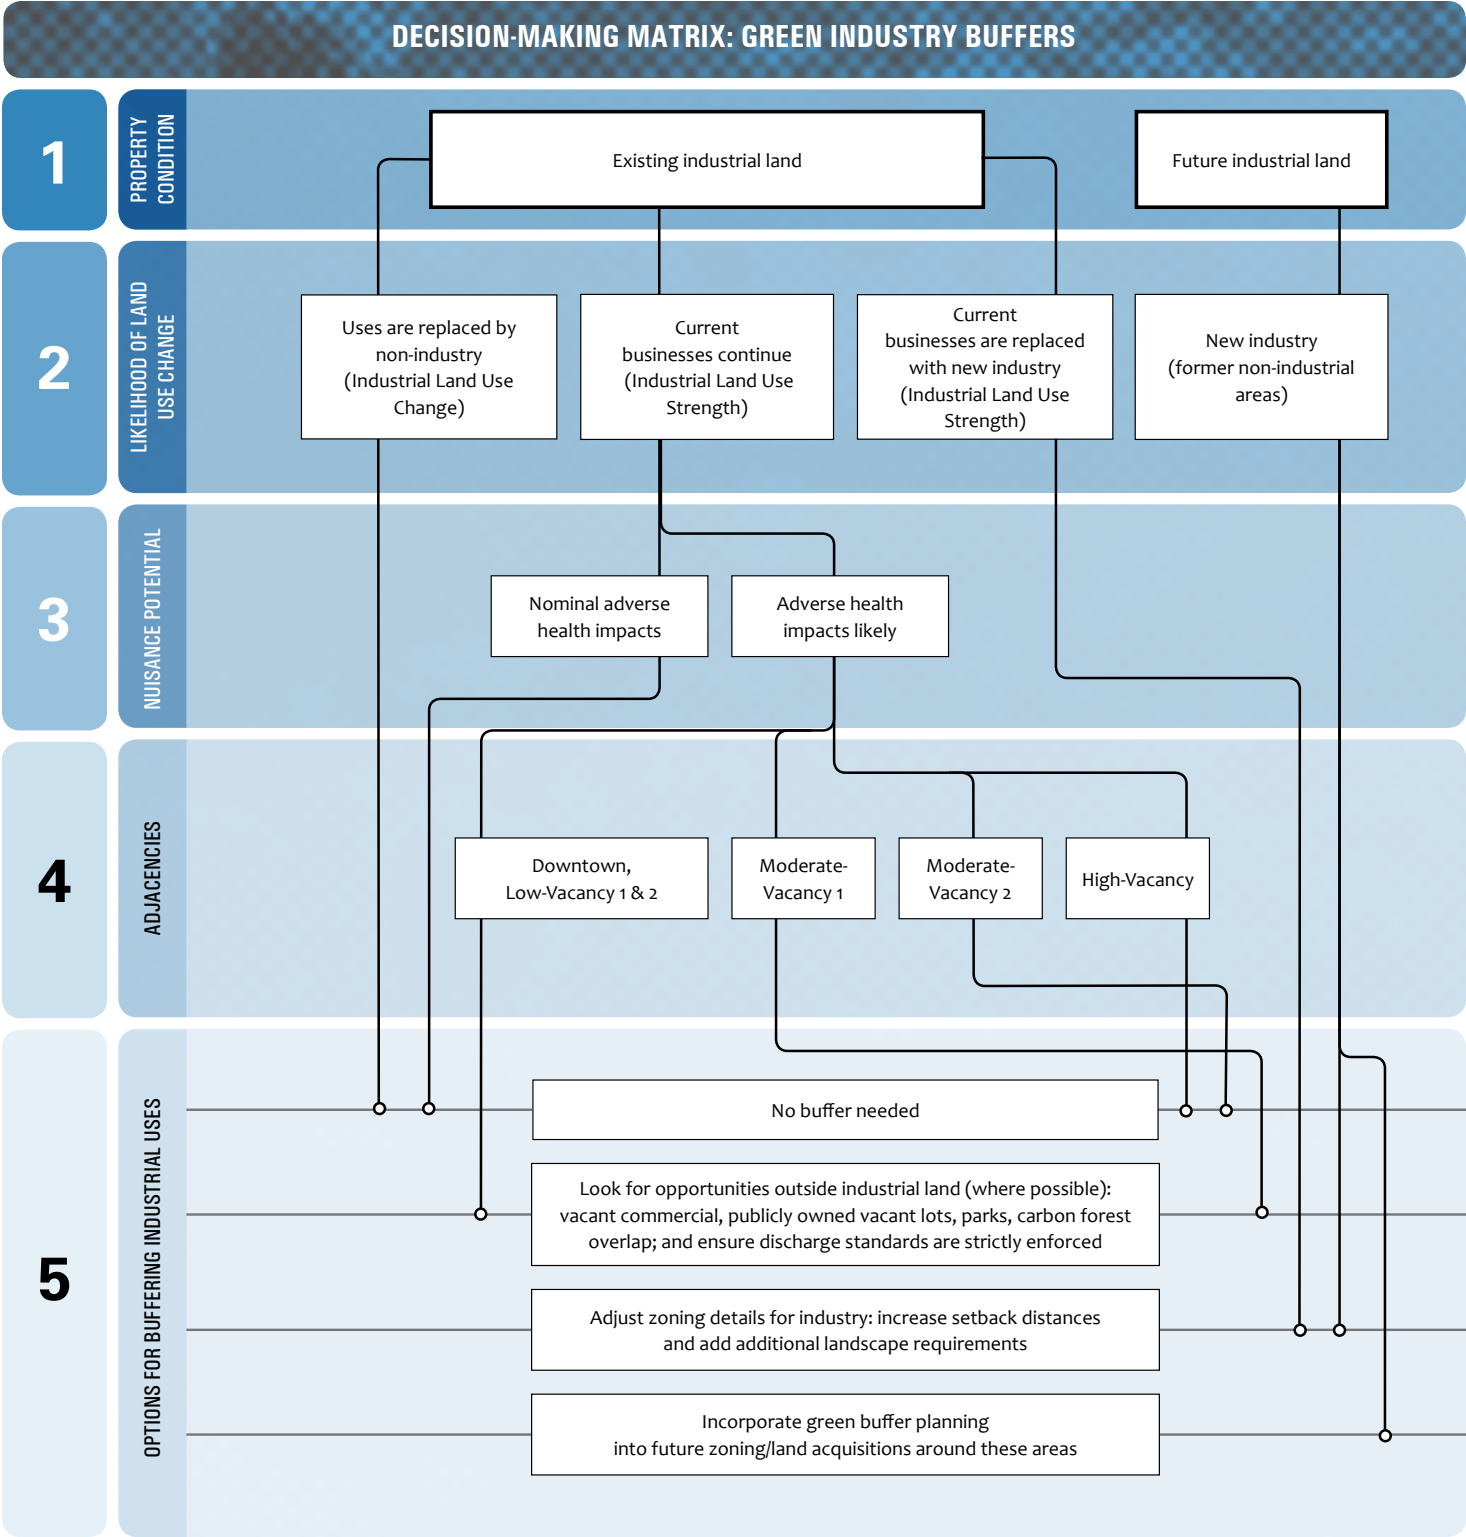 DECISION-MAKING MATRIX: GREEN INDUSTRY BUFFERS
1
PROPERTY
CONDITION
Existing industrial land
Future industrial land
2
LIKELIHOOD OF LAND
USE CHANGE
Uses are replaced by
non-industry
(Industrial Land Use
Change)
Current
businesses continue
(Industrial Land Use
Strength)
Current
businesses are replaced
with new industry
(Industrial Land Use
Strength)
New industry
(former non-industrial
areas)
3
NUISANCE POTENTIAL
Nominal adverse
health impacts
Adverse health
impacts likely
4
ADJACENCIES
Downtown,
Low-Vacancy 1 & 2
Moderate-
Vacancy 1
Moderate-
Vacancy 2
High-Vacancy
5
OPTIONS FOR BUFFERING INDUSTRIAL USES
No buffer needed
Look for opportunities outside industrial land (where possible):
vacant commercial, publicly owned vacant lots, parks, carbon forest
overlap; and ensure discharge standards are strictly enforced
Adjust zoning details for industry: increase setback distances
and add additional landscape requirements
Incorporate green buffer planning
into future zoning/land acquisitions around these areas